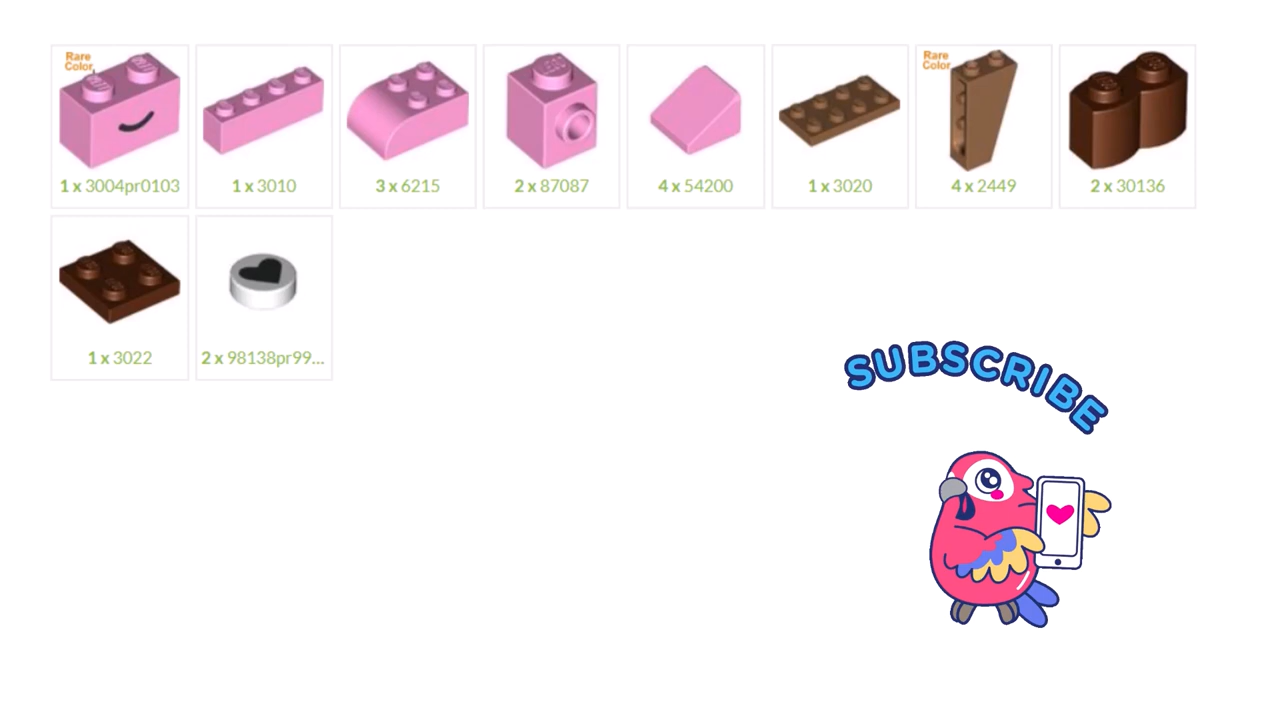 Rare
Color
1 x 3004pr0103
1 x 3010
3 x 6215
2 x 87087
4 x 54200
1 x 3020
Rare
Color
4 x 2449
2 x 30136
1 x 3022
2 x 98138pr99...
SUBSCRIBE